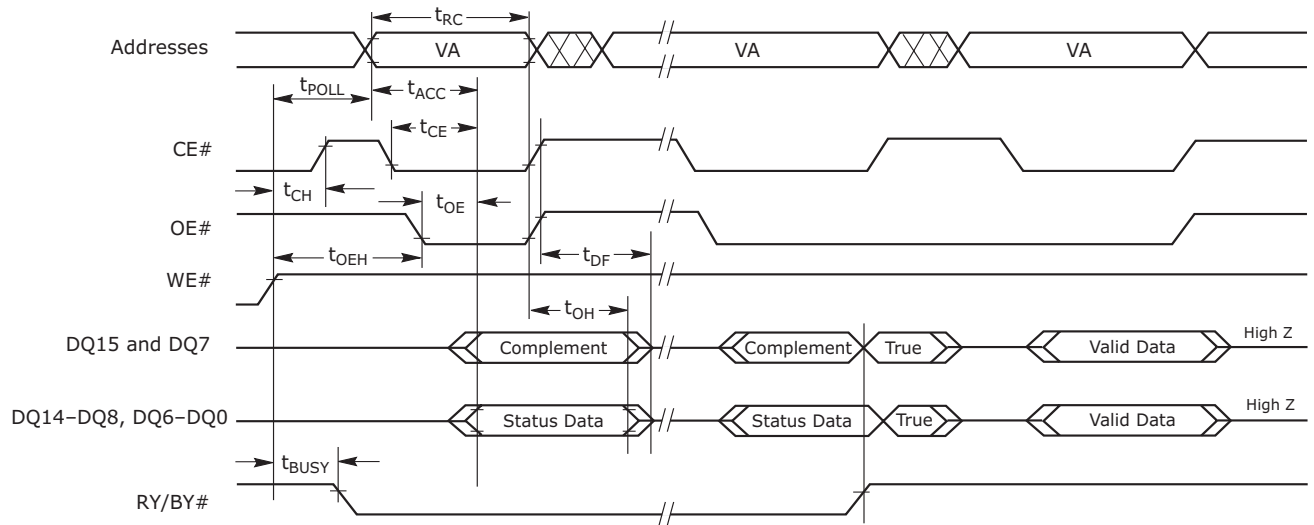 tRC
Addresses VA VA VA
tPOLL tACC
tCE
CE#
tCH tOE
OE#
tOEH tDF
WE#
tOH
DQ15 and DQ7 Complement Complement True Valid Data High Z
DQ14–DQ8, DQ6–DQ0 Status Data Status Data True Valid Data High Z
tBUSY
RY/BY#